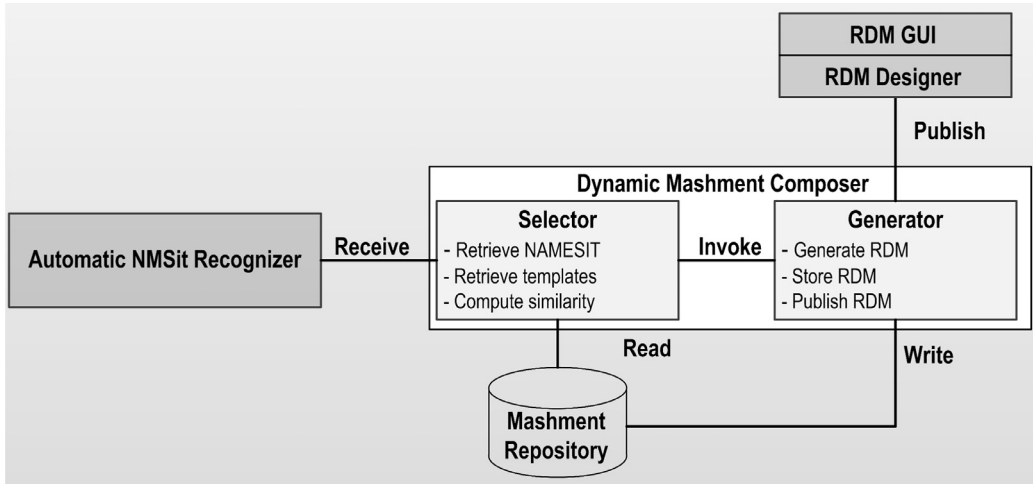 RDM GUI
RDM Designer
Publish
Dynamic Mashment Composer
Automatic NMSit Recognizer
Receive
Selector
- Retrieve NAMESIT
- Retrieve templates
- Compute similarity
Invoke
Generator
- Generate RDM
- Store RDM
- Publish RDM
Read
Write
Mashment
Repository